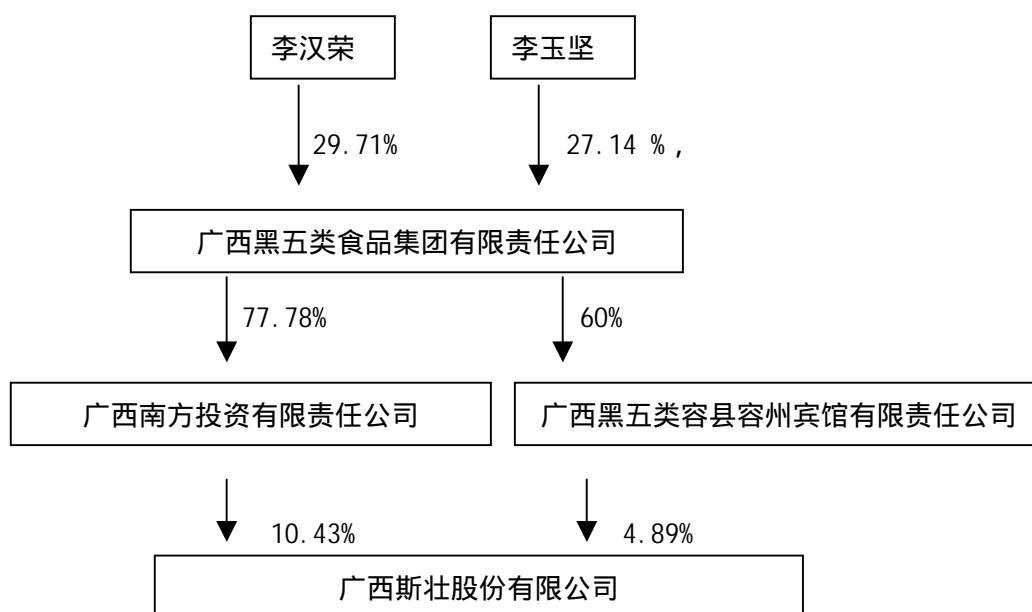 李汉荣 李玉坚
29.71% 27.14 %，
广西黑五类食品集团有限责任公司
77.78% 60%
广西南方投资有限责任公司 广西黑五类容县容州宾馆有限责任公司
10.43% 4.89%
广西斯壮股份有限公司